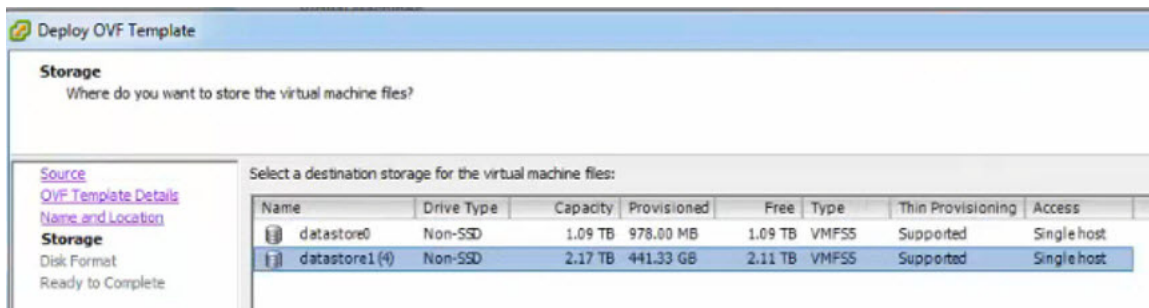 Deploy OVF Template
Storage
Where do you want to store the virtual machine files?
Source
OVF Template Details
Name and Location
Storage
Disk Format
Ready to Complete
Select a destination storage for the virtual machine files:
Name Drive Type Capacity Provisioned Free Type Thin Provisioning Access
datastore0 Non-SSD 1.09 TB 978.00 MB 1.09 TB VMFS5 Supported Single host
datastore1 (4) Non-SSD 2.17 TB 441.33 GB 2.11 TB VMFS5 Supported Single host